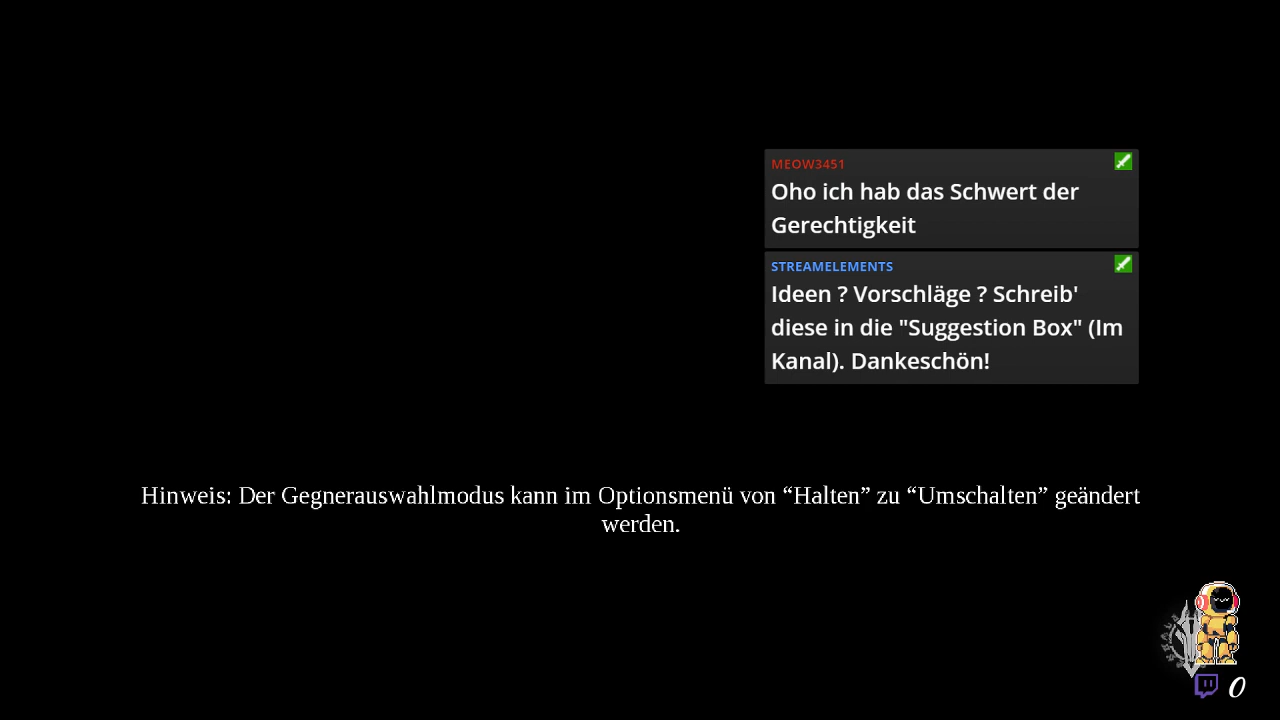 MEOW3451
Oho ich hab das Schwert der
Gerechtigkeit
STREAMELEMENTS
Ideen ? Vorschläge ? Schreib'
diese in die "Suggestion Box" (Im
Kanal). Dankeschön!
Hinweis: Der Gegnerauswahlmodus kann im Optionsmenü von “Halten” zu “Umschalten” geändert
werden.
0